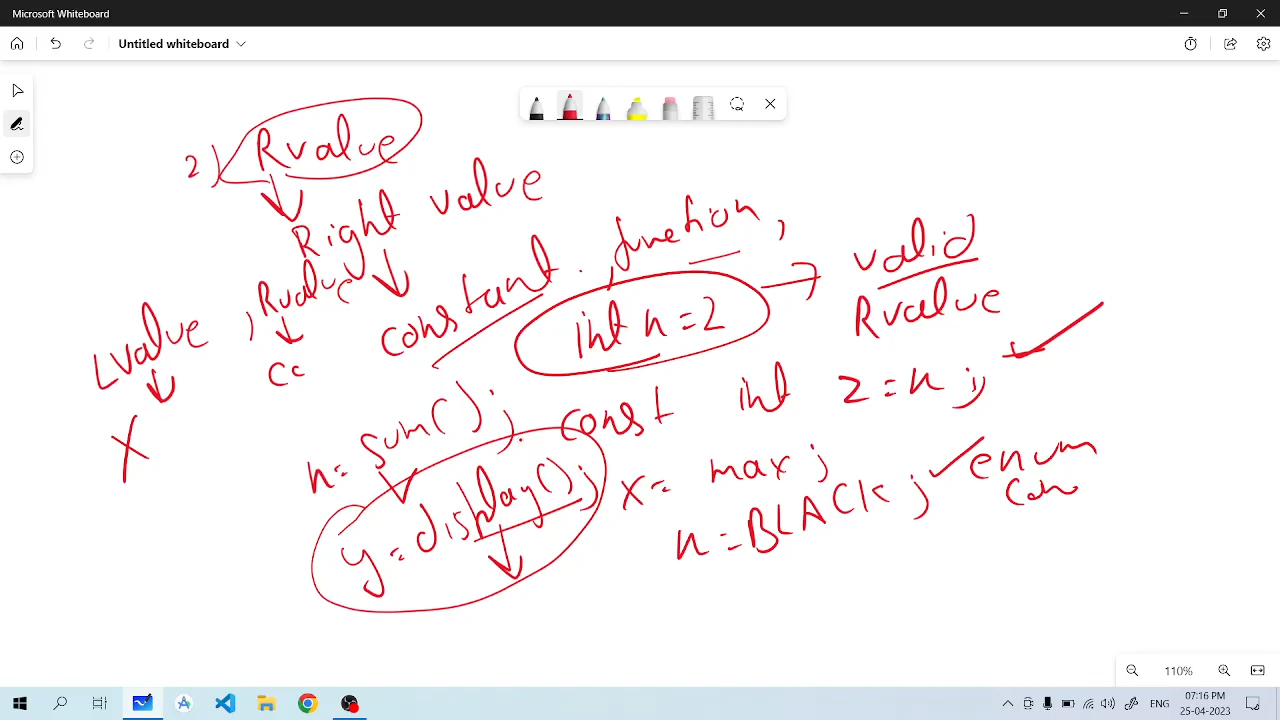 Microsoft Whiteboard
Untitled whiteboard
2) Rvalue
Right value
Lvalue , Rvalue
constant , function ,
int n = 2
valid
Rvalue
const int z = n ;
n = sum( ) ;
y = display( ) ;
x = max ;
n = BLACK ;
enum
110%
ENG
07:16 PM
25-04-2023